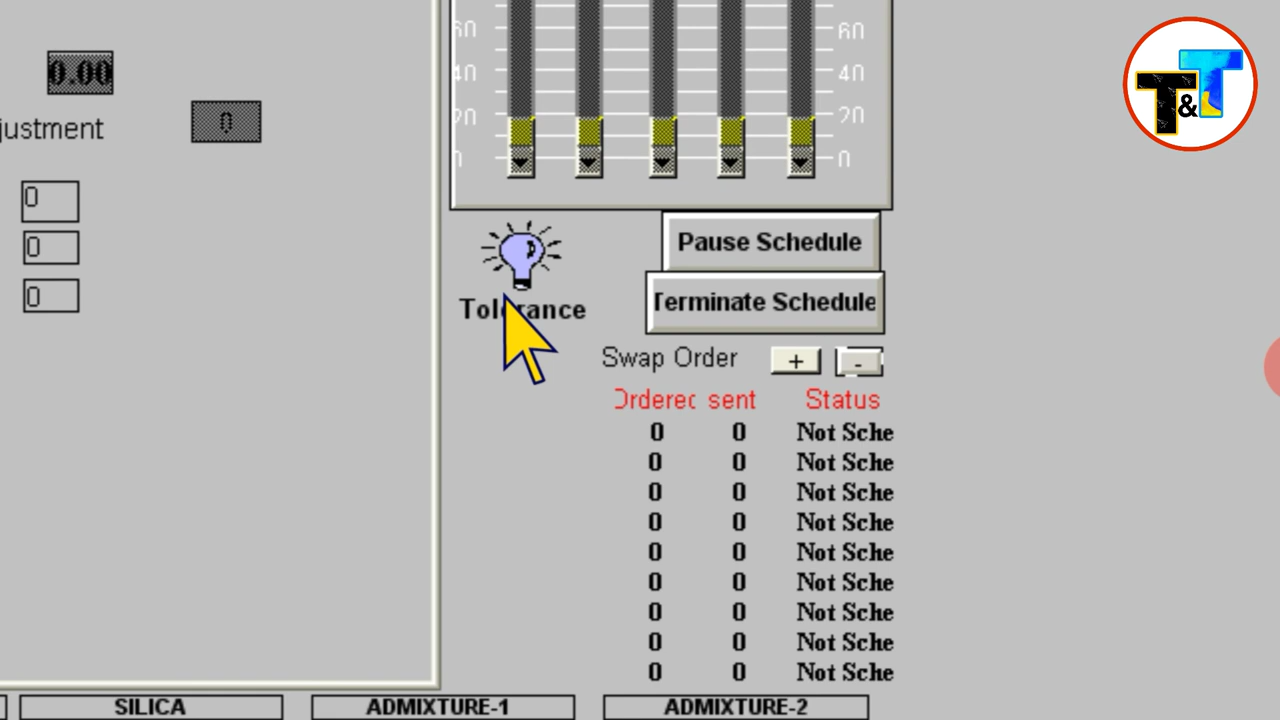 60 60
40 40
20 20
0 0
0.00
justment 0
0
0
0
Pause Schedule
Tolerance
Terminate Schedule
Swap Order + -
Ordered sent Status
0 0 Not Sche
0 0 Not Sche
0 0 Not Sche
0 0 Not Sche
0 0 Not Sche
0 0 Not Sche
0 0 Not Sche
0 0 Not Sche
0 0 Not Sche
SILICA ADMIXTURE-1 ADMIXTURE-2
T&T